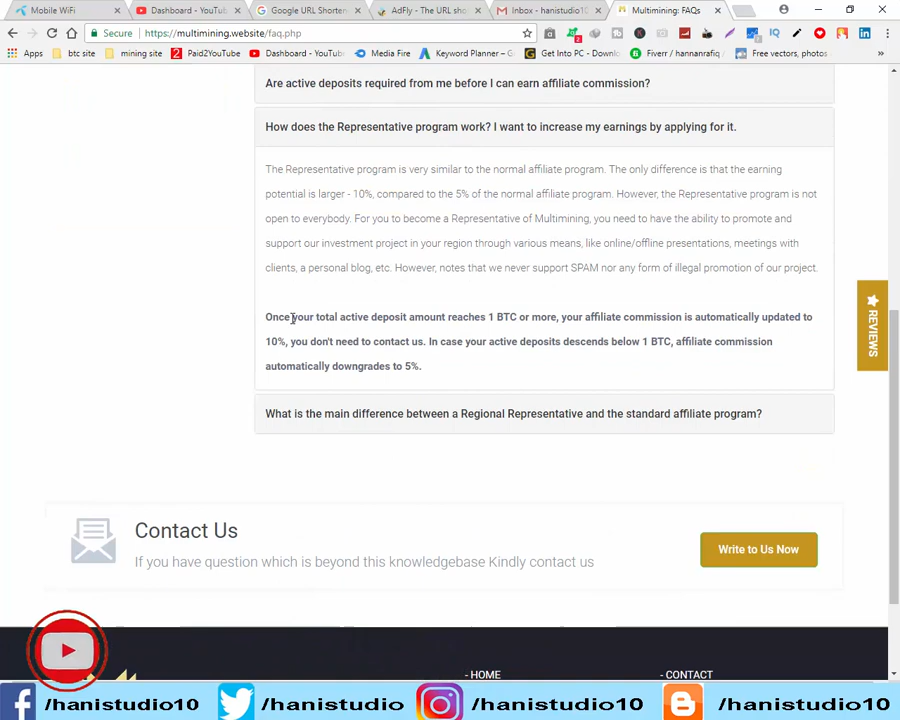 Mobile WiFi
Dashboard - YouTu
Google URL Shorten
AdFly - The URL sho
Inbox - hanistudio10
Multimining: FAQs
Secure https://multimining.website/faq.php
Apps
btc site
mining site
Paid2YouTube
Dashboard - YouTub
Media Fire
Keyword Planner – G
Get Into PC - Downlo
Fiverr / hannanrafiq
Free vectors, photos
Are active deposits required from me before I can earn affiliate commission?
How does the Representative program work? I want to increase my earnings by applying for it.
The Representative program is very similar to the normal affiliate program. The only difference is that the earning
potential is larger - 10%, compared to the 5% of the normal affiliate program. However, the Representative program is not
open to everybody. For you to become a Representative of Multimining, you need to have the ability to promote and
support our investment project in your region through various means, like online/offline presentations, meetings with
clients, a personal blog, etc. However, notes that we never support SPAM nor any form of illegal promotion of our project.
Once your total active deposit amount reaches 1 BTC or more, your affiliate commission is automatically updated to
10%, you don't need to contact us. In case your active deposits descends below 1 BTC, affiliate commission
automatically downgrades to 5%.
What is the main difference between a Regional Representative and the standard affiliate program?
REVIEWS
Contact Us
If you have question which is beyond this knowledgebase Kindly contact us
Write to Us Now
- HOME
- CONTACT
/hanistudio10
/hanistudio
/hanistudio10
/hanistudio10